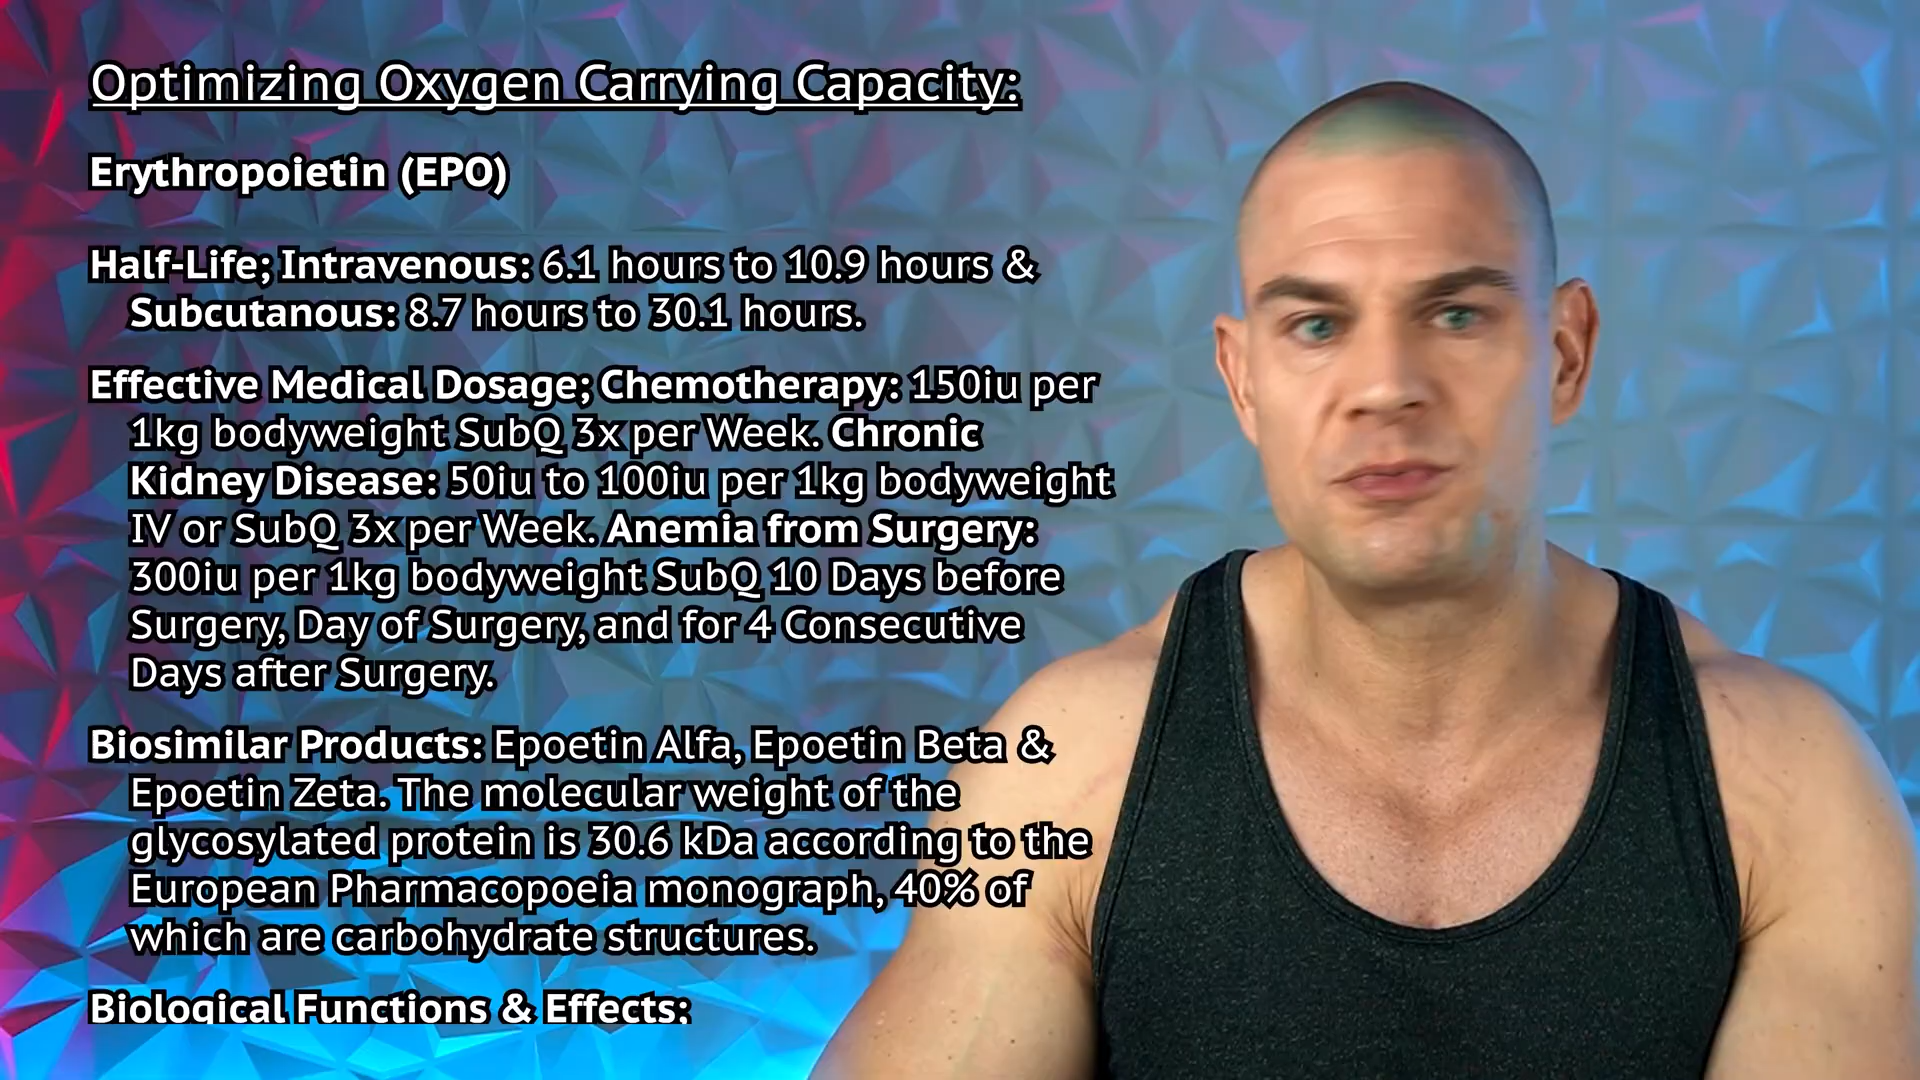 Optimizing Oxygen Carrying Capacity:
Erythropoietin (EPO)
Half-Life; Intravenous: 6.1 hours to 10.9 hours &
Subcutanous: 8.7 hours to 30.1 hours.
Effective Medical Dosage; Chemotherapy: 150iu per
1kg bodyweight SubQ 3x per Week. Chronic
Kidney Disease: 50iu to 100iu per 1kg bodyweight
IV or SubQ 3x per Week. Anemia from Surgery:
300iu per 1kg bodyweight SubQ 10 Days before
Surgery, Day of Surgery, and for 4 Consecutive
Days after Surgery.
Biosimilar Products: Epoetin Alfa, Epoetin Beta &
Epoetin Zeta. The molecular weight of the
glycosylated protein is 30.6 kDa according to the
European Pharmacopoeia monograph, 40% of
which are carbohydrate structures.
Biological Functions & Effects;